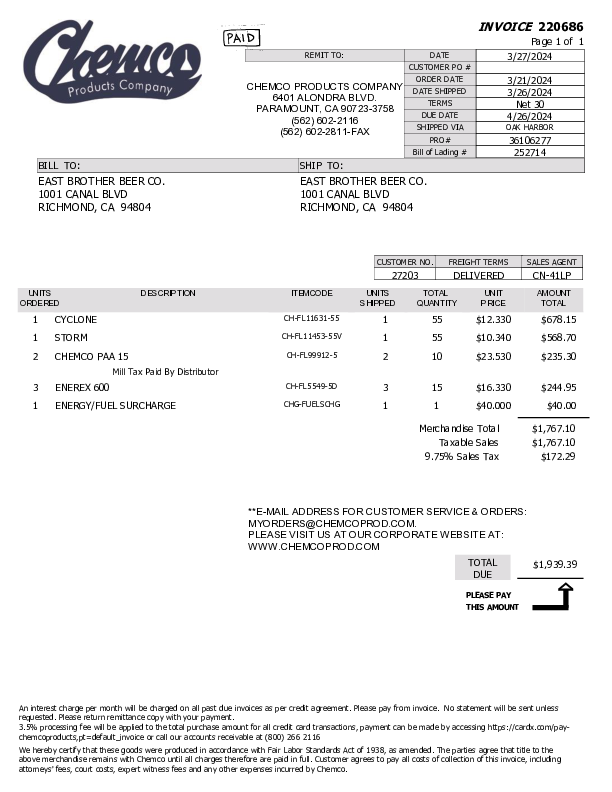 INVOICE 220686
Page 1 of 1
PAID
Chemco
Products Company
REMIT TO:
CHEMCO PRODUCTS COMPANY
6401 ALONDRA BLVD.
PARAMOUNT, CA 90723-3758
(562) 602-2116
(562) 602-2811-FAX
DATE 3/27/2024
CUSTOMER PO #
ORDER DATE 3/21/2024
DATE SHIPPED 3/26/2024
TERMS Net 30
DUE DATE 4/26/2024
SHIPPED VIA OAK HARBOR
PRO# 36106277
Bill of Lading # 252714
BILL TO: SHIP TO:
EAST BROTHER BEER CO. EAST BROTHER BEER CO.
1001 CANAL BLVD 1001 CANAL BLVD
RICHMOND, CA 94804 RICHMOND, CA 94804
CUSTOMER NO. FREIGHT TERMS SALES AGENT
27203 DELIVERED CN-41LP
UNITS ORDERED DESCRIPTION ITEMCODE UNITS SHIPPED TOTAL QUANTITY UNIT PRICE AMOUNT TOTAL
1 CYCLONE CH-FL11631-55 1 55 $12.330 $678.15
1 STORM CH-FL11453-55V 1 55 $10.340 $568.70
2 CHEMCO PAA 15 CH-FL99912-5 2 10 $23.530 $235.30
Mill Tax Paid By Distributor
3 ENEREX 600 CH-FL5549-5D 3 15 $16.330 $244.95
1 ENERGY/FUEL SURCHARGE CHG-FUELSCHG 1 1 $40.000 $40.00
Merchandise Total $1,767.10
Taxable Sales $1,767.10
9.75% Sales Tax $172.29
**E-MAIL ADDRESS FOR CUSTOMER SERVICE & ORDERS:
MYORDERS@CHEMCOPROD.COM.
PLEASE VISIT US AT OUR CORPORATE WEBSITE AT:
WWW.CHEMCOPROD.COM
TOTAL DUE $1,939.39
PLEASE PAY
THIS AMOUNT
An interest charge per month will be charged on all past due invoices as per credit agreement. Please pay from invoice. No statement will be sent unless
requested. Please return remittance copy with your payment.
3.5% processing fee will be applied to the total purchase amount for all credit card transactions, payment can be made by accessing https://cardx.com/pay-
chemcoproducts,pt=default_invoice or call our accounts receivable at (800) 266 2116
We hereby certify that these goods were produced in accordance with Fair Labor Standards Act of 1938, as amended. The parties agree that title to the
above merchandise remains with Chemco until all charges therefore are paid in full. Customer agrees to pay all costs of collection of this invoice, including
attorneys' fees, court costs, expert witness fees and any other expenses incurred by Chemco.